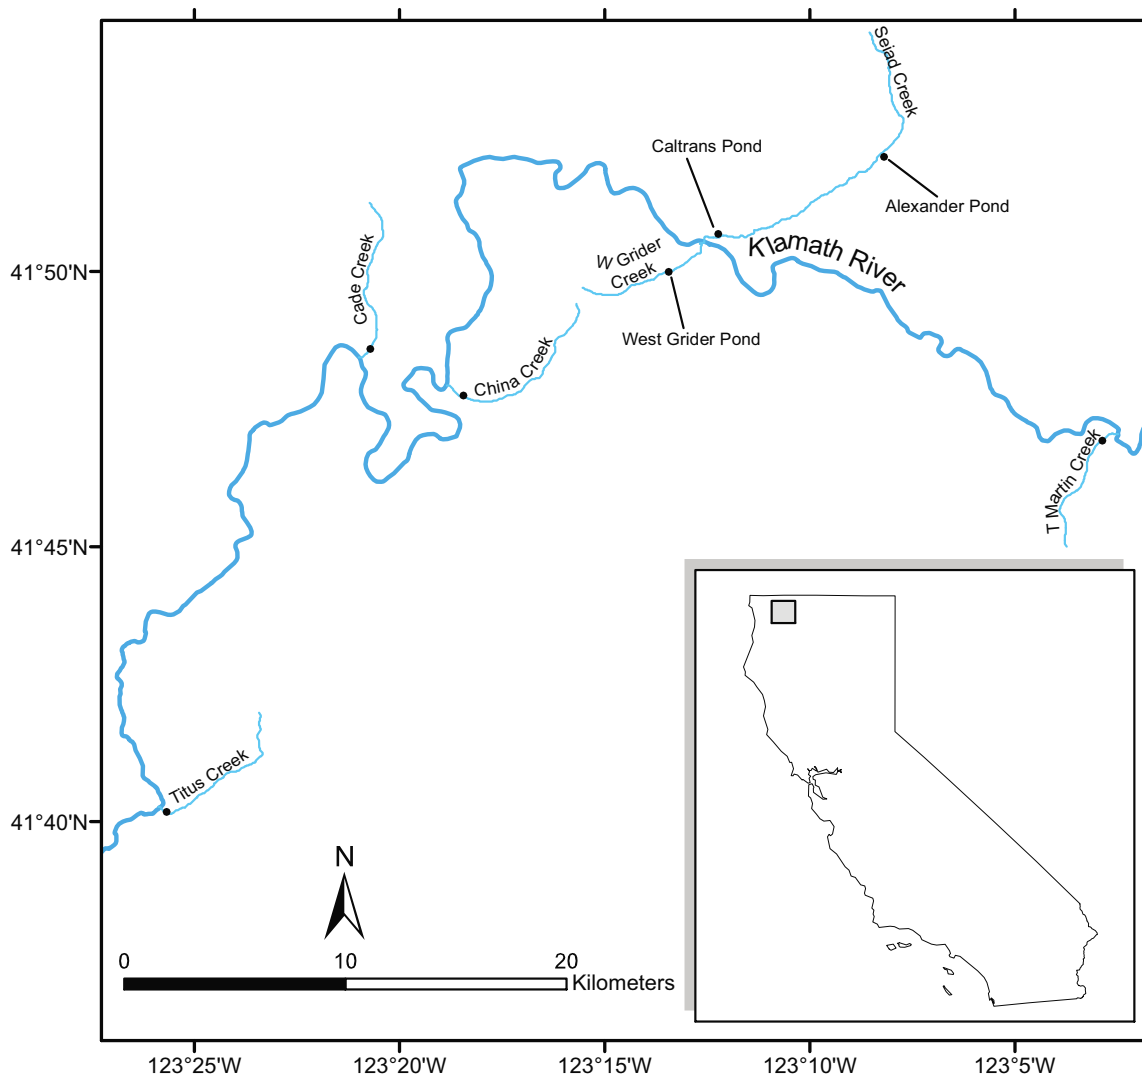 Seiad Creek
Caltrans Pond
Alexander Pond
Klamath River
W Grider
Creek
41°50'N
Cade Creek
West Grider Pond
China Creek
T Martin Creek
41°45'N
Titus Creek
41°40'N
N
0 10 20
Kilometers
123°25'W 123°20'W 123°15'W 123°10'W 123°5'W